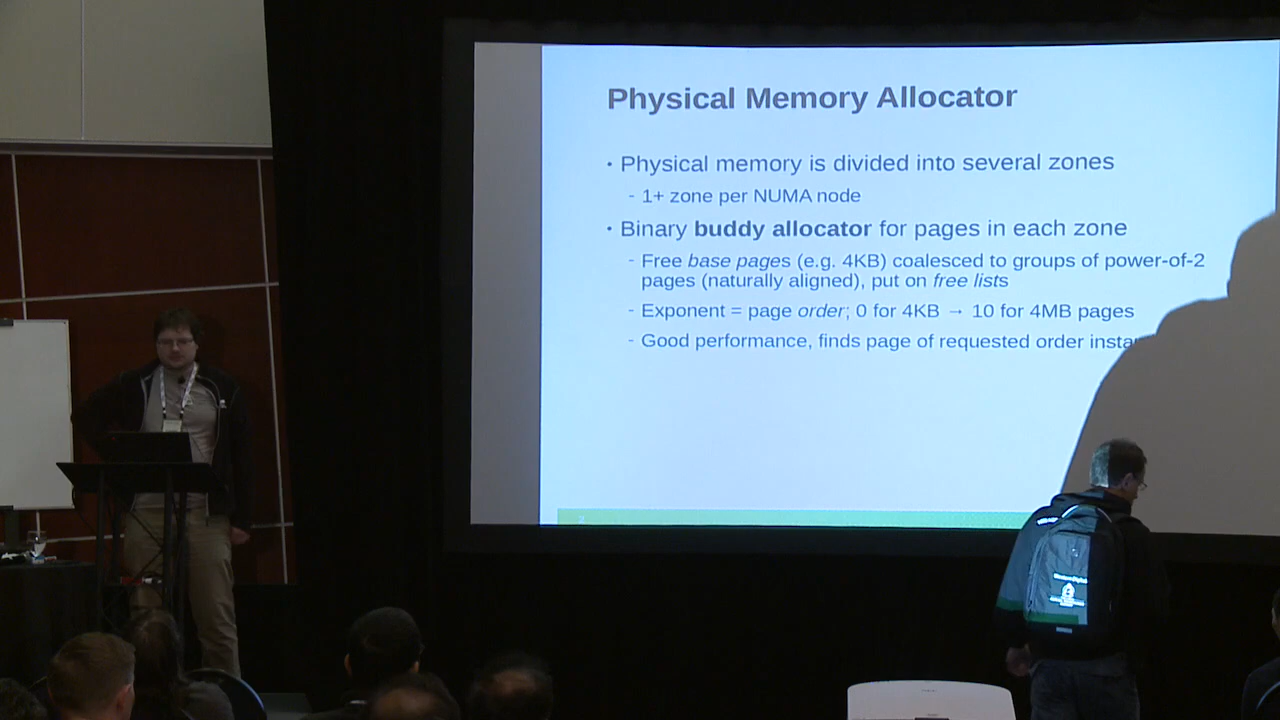 Physical Memory Allocator
• Physical memory is divided into several zones
- 1+ zone per NUMA node
• Binary buddy allocator for pages in each zone
- Free base pages (e.g. 4KB) coalesced to groups of power-of-2
pages (naturally aligned), put on free lists
- Exponent = page order; 0 for 4KB → 10 for 4MB pages
- Good performance, finds page of requested order